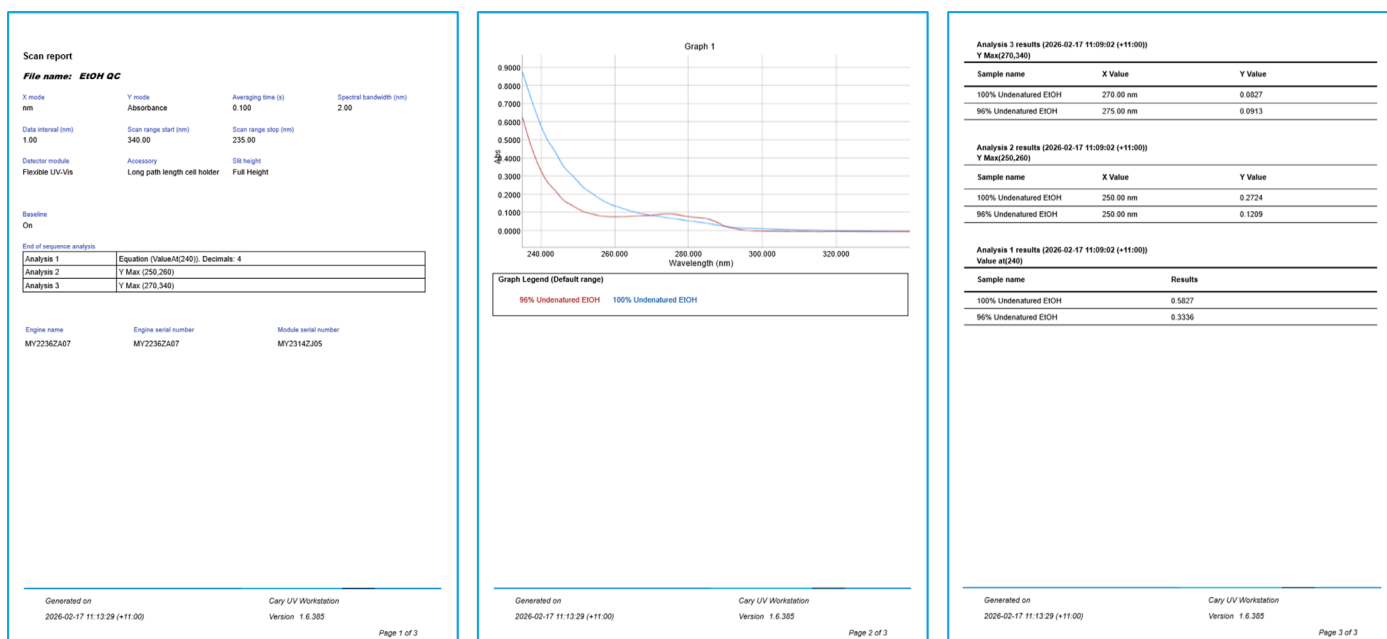 Scan report
File name: EtOH QC
X mode Y mode Averaging time (s) Spectral bandwidth (nm)
nm Absorbance 0.100 2.00
Data interval (nm) Scan range start (nm) Scan range stop (nm)
1.00 340.00 235.00
Detector module Accessory Slit height
Flexible UV-Vis Long path length cell holder Full Height
Baseline
On
End of sequence analysis
Analysis 1 Equation (ValueAt(240)). Decimals: 4
Analysis 2 Y Max (250,260)
Analysis 3 Y Max (270,340)
Engine name Engine serial number Module serial number
MY2236ZA07 MY2236ZA07 MY2314ZJ05
Generated on Cary UV Workstation
2026-02-17 11:13:29 (+11:00) Version 1.6.385
Page 1 of 3
Graph 1
0.9000
0.8000
0.7000
0.6000
0.5000
0.4000
0.3000
0.2000
0.1000
0.0000
Abs
240.000 260.000 280.000 300.000 320.000
Wavelength (nm)
Graph Legend (Default range)
96% Undenatured EtOH 100% Undenatured EtOH
Generated on Cary UV Workstation
2026-02-17 11:13:29 (+11:00) Version 1.6.385
Page 2 of 3
Analysis 3 results (2026-02-17 11:09:02 (+11:00))
Y Max(270,340)
Sample name X Value Y Value
100% Undenatured EtOH 270.00 nm 0.0827
96% Undenatured EtOH 275.00 nm 0.0913
Analysis 2 results (2026-02-17 11:09:02 (+11:00))
Y Max(250,260)
Sample name X Value Y Value
100% Undenatured EtOH 250.00 nm 0.2724
96% Undenatured EtOH 250.00 nm 0.1209
Analysis 1 results (2026-02-17 11:09:02 (+11:00))
Value at(240)
Sample name Results
100% Undenatured EtOH 0.5827
96% Undenatured EtOH 0.3336
Generated on Cary UV Workstation
2026-02-17 11:13:29 (+11:00) Version 1.6.385
Page 3 of 3